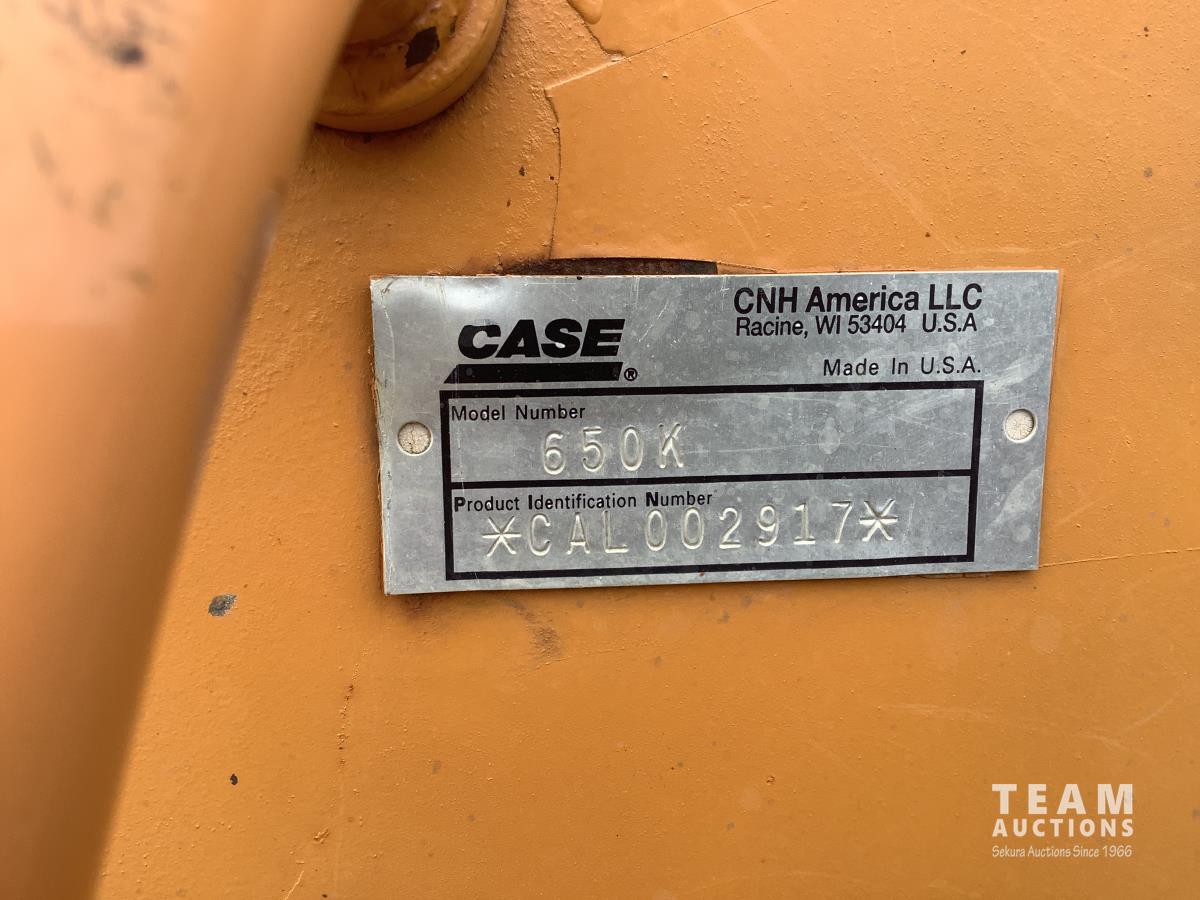 CASE®
CNH America LLC
Racine, WI 53404 U.S.A
Made In U.S.A.
Model Number
650K
Product Identification Number
*CAL002917*
TEAM
AUCTIONS
Sekura Auctions Since 1966